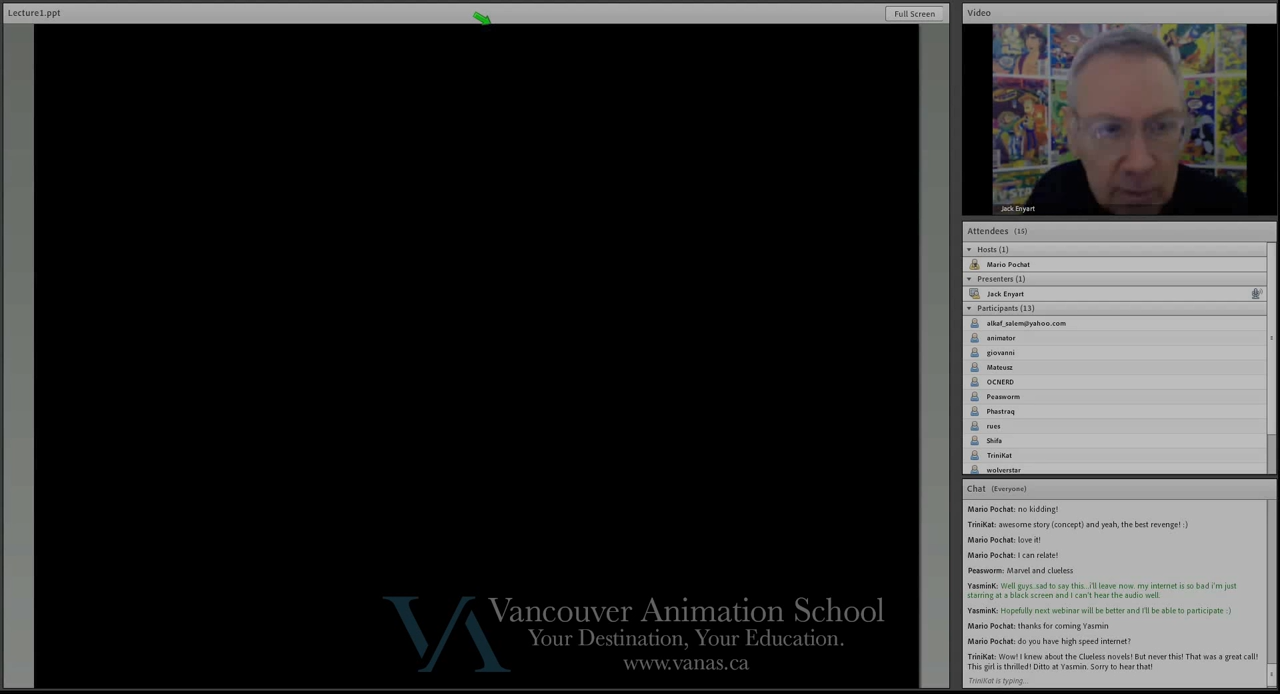 Lecture1.ppt
Full Screen
Video
Jack Enyart
Attendees (15)
Hosts (1)
Mario Pochat
Presenters (1)
Jack Enyart
Participants (13)
alkaf_salem@yahoo.com
animator
giovanni
Mateusz
OCNERD
Peasworm
Phastraq
rues
Shifa
TriniKat
wolverstar
Chat (Everyone)
Mario Pochat: no kidding!
TriniKat: awesome story (concept) and yeah, the best revenge! :)
Mario Pochat: love it!
Mario Pochat: I can relate!
Peasworm: Marvel and clueless
YasminK: Well guys..sad to say this...i'll leave now. my internet is so bad i'm just
starring at a black screen and I can't hear the audio well.
YasminK: Hopefully next webinar will be better and I'll be able to participate :)
Mario Pochat: thanks for coming Yasmin
Mario Pochat: do you have high speed internet?
TriniKat: Wow! I knew about the Clueless novels! But never this! That was a great call!
This girl is thrilled! Ditto at Yasmin. Sorry to hear that!
TriniKat is typing...
VA Vancouver Animation School
Your Destination, Your Education.
www.vanas.ca